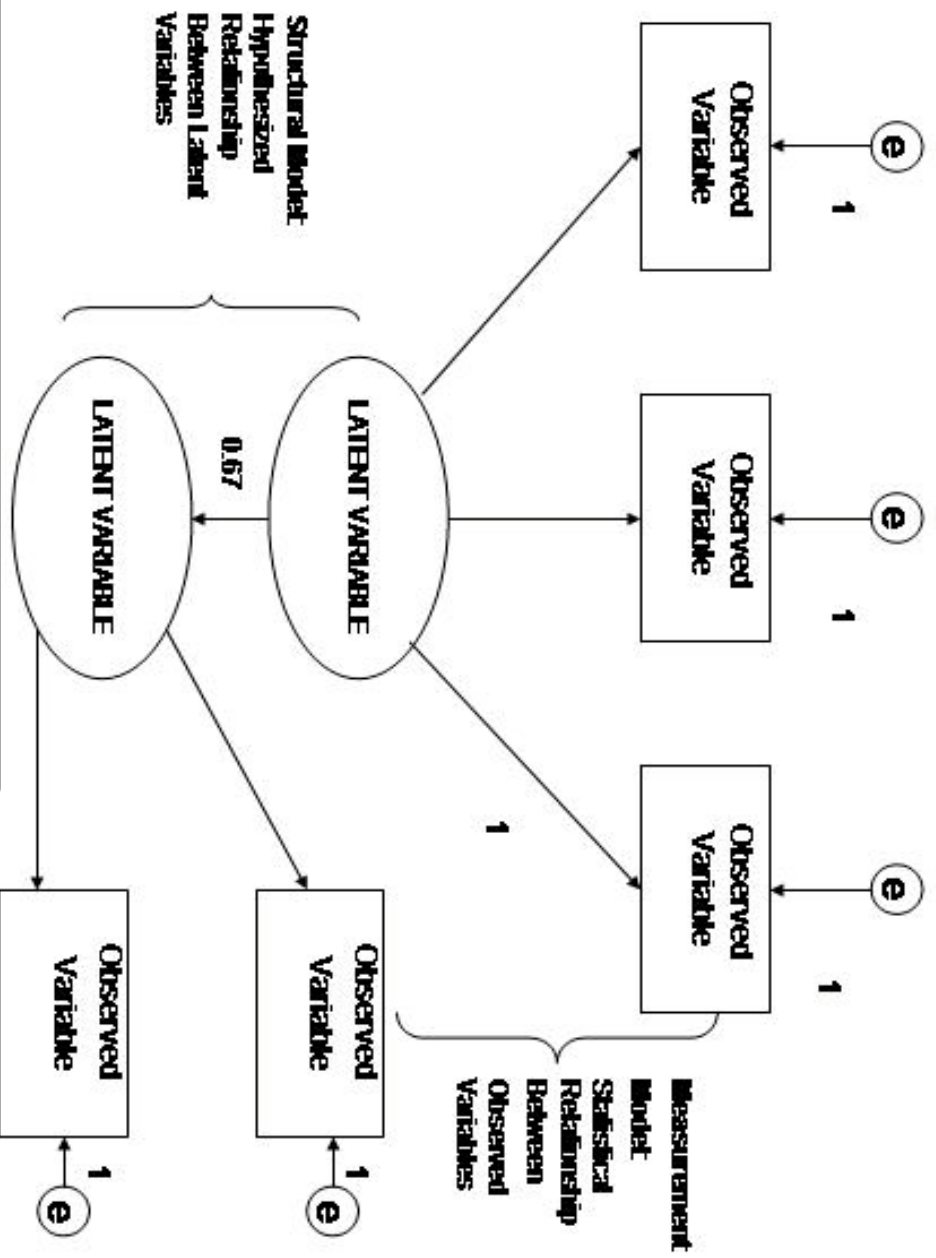 e
e
e
1
1
1
Observed
Variable
Observed
Variable
Observed
Variable
Measurement
Model:
Statistical
Relationship
Between
Observed
Variables
1
LATENT VARIABLE
Observed
Variable
1
e
Structural Model:
Hypothesized
Relationship
Between Latent
Variables
0.67
LATENT VARIABLE
Observed
Variable
1
e